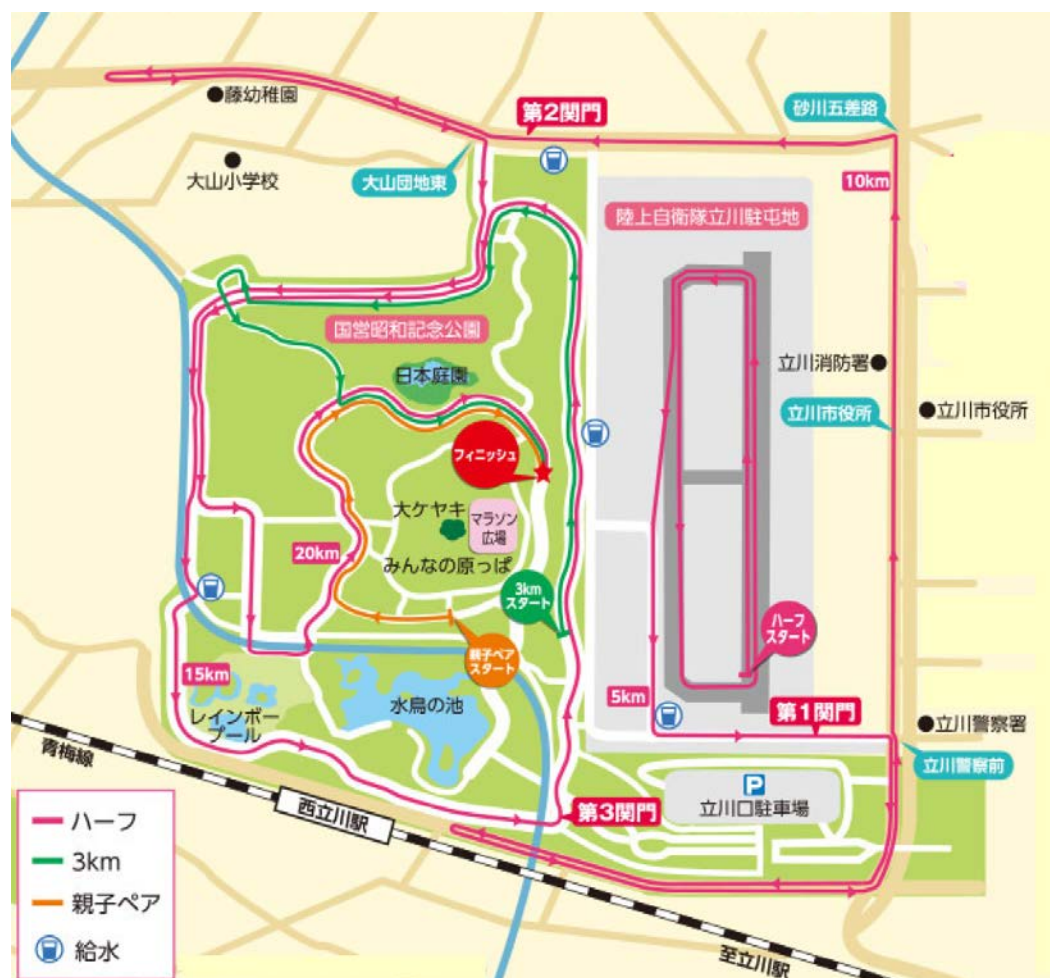 藤幼稚園
第2関門
砂川五差路
大山小学校
大山団地東
10km
陸上自衛隊立川駐屯地
国営昭和記念公園
日本庭園
立川消防署
立川市役所
立川市役所
フィニッシュ
大ケヤキ
マラソン
広場
20km
みんなの原っぱ
3km
スタート
ハーフ
スタート
親子ペア
スタート
15km
レインボー
プール
水鳥の池
5km
第1関門
立川警察署
立川警察前
青梅線
西立川駅
第3関門
P
立川口駐車場
ハーフ
3km
親子ペア
給水
至立川駅